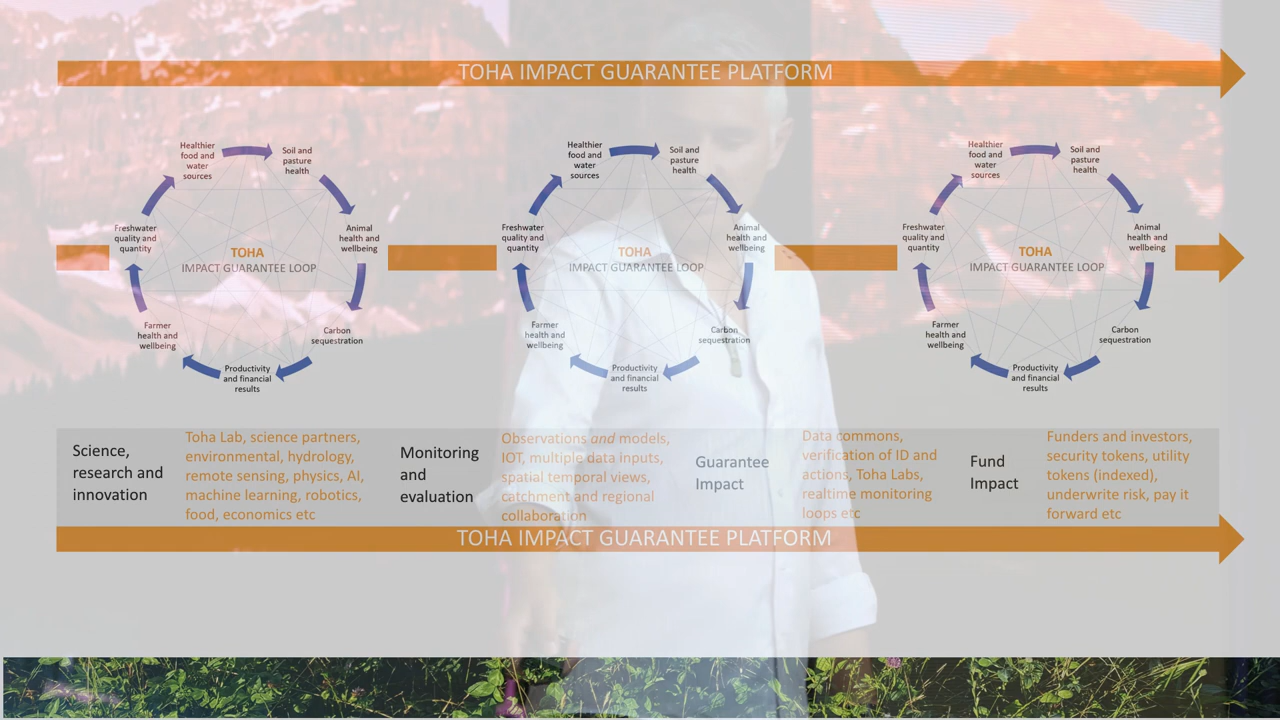 TOHA IMPACT GUARANTEE PLATFORM
Healthier
food and
water
sources
Soil and
pasture
health
Animal
health and
wellbeing
Carbon
sequestration
Productivity
and financial
results
Farmer
health and
wellbeing
Freshwater
quality and
quantity
TOHA
IMPACT GUARANTEE LOOP
Healthier
food and
water
sources
Soil and
pasture
health
Animal
health and
wellbeing
Carbon
sequestration
Productivity
and financial
results
Farmer
health and
wellbeing
Freshwater
quality and
quantity
TOHA
IMPACT GUARANTEE LOOP
Healthier
food and
water
sources
Soil and
pasture
health
Animal
health and
wellbeing
Carbon
sequestration
Productivity
and financial
results
Farmer
health and
wellbeing
Freshwater
quality and
quantity
TOHA
IMPACT GUARANTEE LOOP
Science,
research and
innovation
Toha Lab, science partners,
environmental, hydrology,
remote sensing, physics, AI,
machine learning, robotics,
food, economics etc
Monitoring
and
evaluation
Observations and models,
IOT, multiple data inputs,
spatial temporal views,
catchment and regional
collaboration
Guarantee
Impact
Data commons,
verification of ID and
actions, Toha Labs,
realtime monitoring
loops etc
Fund
Impact
Funders and investors,
security tokens, utility
tokens (indexed),
underwrite risk, pay it
forward etc
TOHA IMPACT GUARANTEE PLATFORM